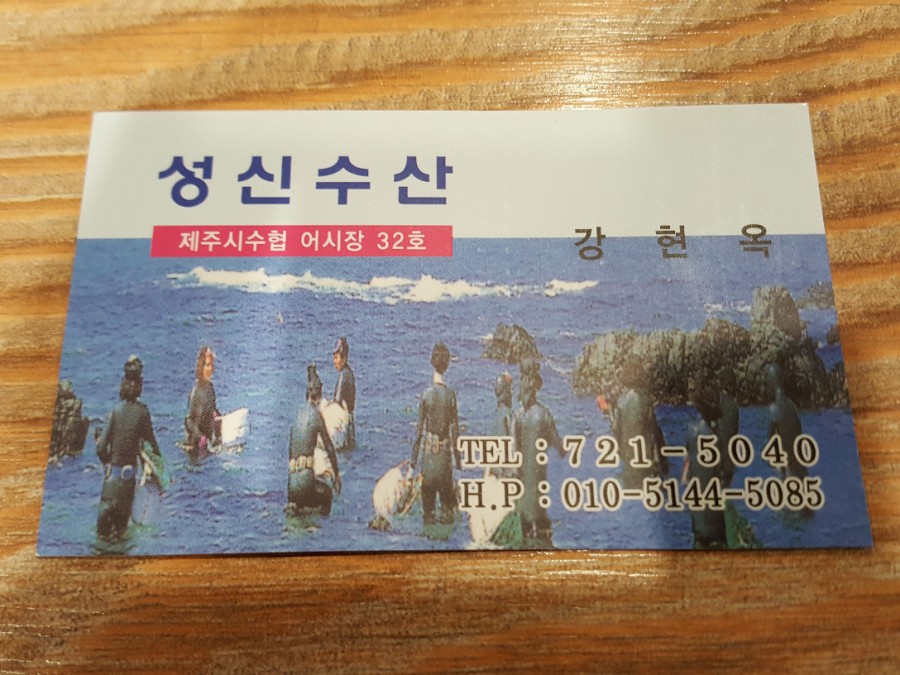 성신수산
제주시수협 어시장 32호
강 현 옥
TEL : 721-5040
H.P : 010-5144-5085